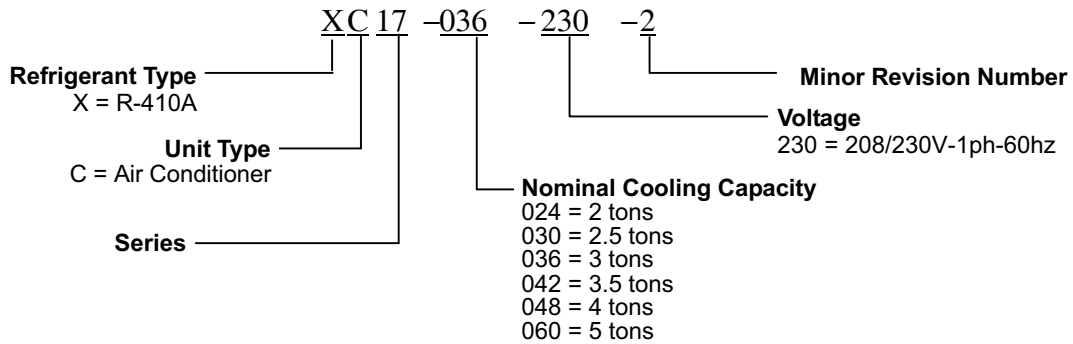 XC17 -036 -230 -2
Refrigerant Type
X = R-410A
Unit Type
C = Air Conditioner
Series
Minor Revision Number
Voltage
230 = 208/230V-1ph-60hz
Nominal Cooling Capacity
024 = 2 tons
030 = 2.5 tons
036 = 3 tons
042 = 3.5 tons
048 = 4 tons
060 = 5 tons